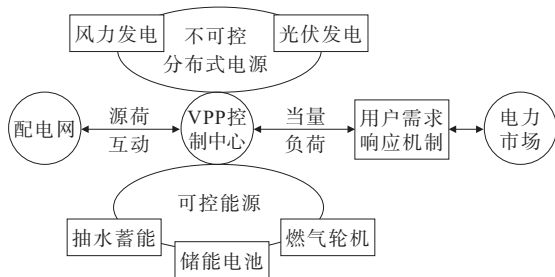 风力发电
不可控
光伏发电
分布式电源
配电网
源荷
互动
VPP控
制中心
当量
负荷
用户需求
响应机制
电力
市场
可控能源
抽水蓄能
储能电池
燃气轮机